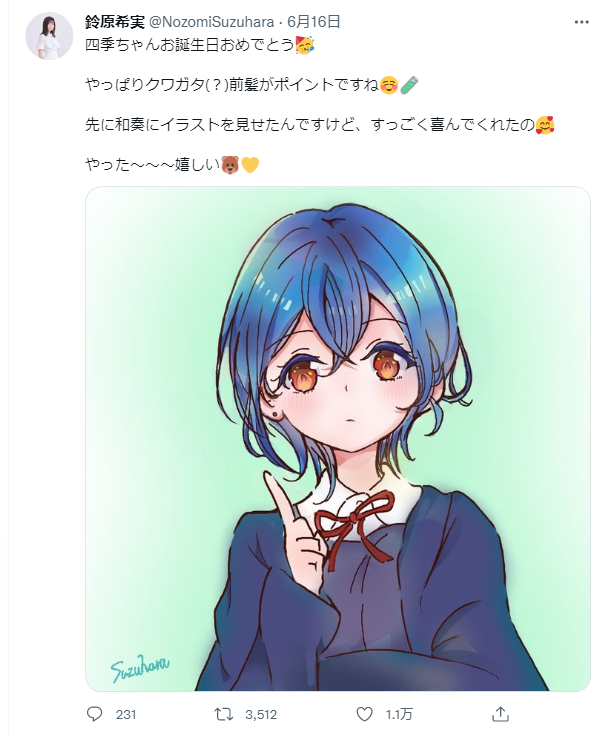 鈴原希実 @NozomiSuzuhara · 6月16日
四季ちゃんお誕生日おめでとう🥳
やっぱりクワガタ(？)前髪がポイントですね☺️🧪
先に和奏にイラストを見せたんですけど、すっごく喜んでくれたの🥰
やった〜〜〜嬉しい🐻💛
Suzuhara
231 3,512 1.1万